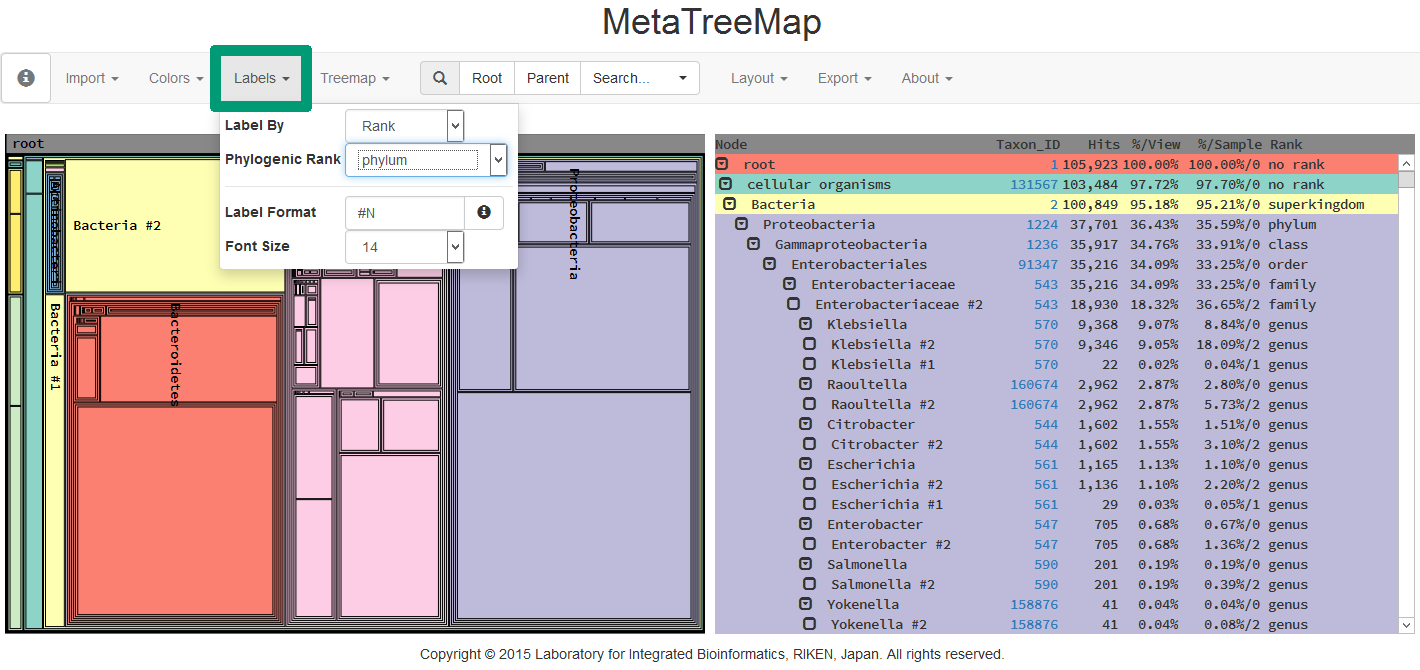 MetaTreeMap
Import Colors Labels Treemap Root Parent Search... Layout Export About
Label By Rank
Phylogenic Rank phylum
Label Format #N
Font Size 14
root
Bacteria #2
Bacteria #1
Bacteroidetes
Proteobacteria
Node Taxon_ID Hits %/View %/Sample Rank
root 1 105,923 100.00% 100.00%/0 no rank
cellular organisms 131567 103,484 97.72% 97.70%/0 no rank
Bacteria 2 100,849 95.18% 95.21%/0 superkingdom
Proteobacteria 1224 37,701 36.43% 35.59%/0 phylum
Gammaproteobacteria 1236 35,917 34.76% 33.91%/0 class
Enterobacteriales 91347 35,216 34.09% 33.25%/0 order
Enterobacteriaceae 543 35,216 34.09% 33.25%/0 family
Enterobacteriaceae #2 543 18,930 18.32% 36.65%/2 family
Klebsiella 570 9,368 9.07% 8.84%/0 genus
Klebsiella #2 570 9,346 9.05% 18.09%/2 genus
Klebsiella #1 570 22 0.02% 0.04%/1 genus
Raoultella 160674 2,962 2.87% 2.80%/0 genus
Raoultella #2 160674 2,962 2.87% 5.73%/2 genus
Citrobacter 544 1,602 1.55% 1.51%/0 genus
Citrobacter #2 544 1,602 1.55% 3.10%/2 genus
Escherichia 561 1,165 1.13% 1.10%/0 genus
Escherichia #2 561 1,136 1.10% 2.20%/2 genus
Escherichia #1 561 29 0.03% 0.05%/1 genus
Enterobacter 547 705 0.68% 0.67%/0 genus
Enterobacter #2 547 705 0.68% 1.36%/2 genus
Salmonella 590 201 0.19% 0.19%/0 genus
Salmonella #2 590 201 0.19% 0.39%/2 genus
Yokenella 158876 41 0.04% 0.04%/0 genus
Yokenella #2 158876 41 0.04% 0.08%/2 genus
Copyright © 2015 Laboratory for Integrated Bioinformatics, RIKEN, Japan. All rights reserved.